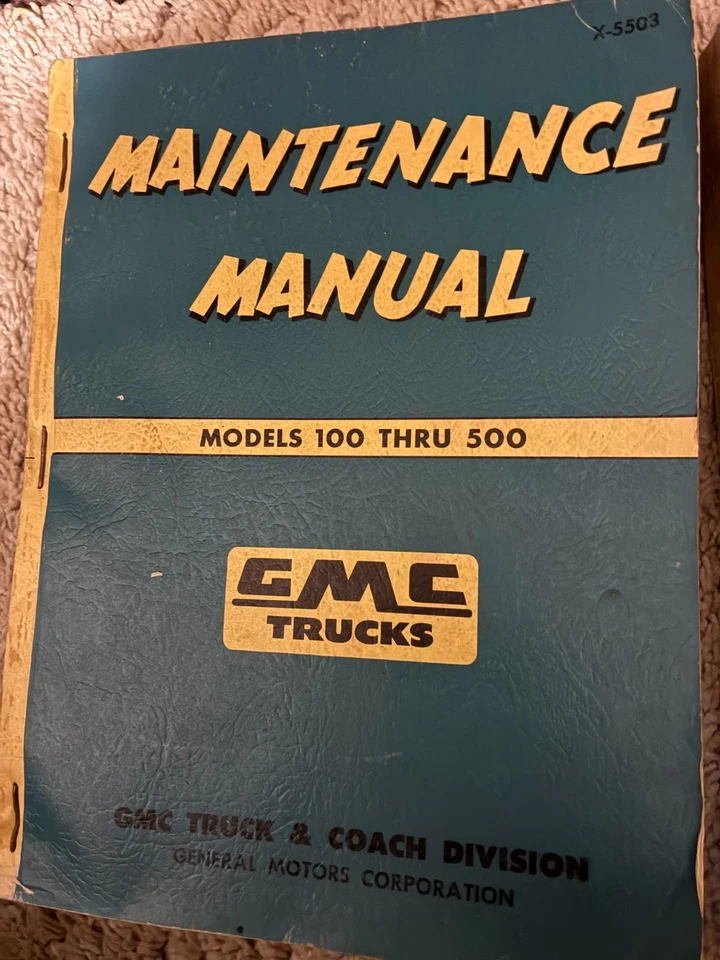 X-5503
MAINTENANCE
MANUAL
MODELS 100 THRU 500
GMC
TRUCKS
GMC TRUCK & COACH DIVISION
GENERAL MOTORS CORPORATION